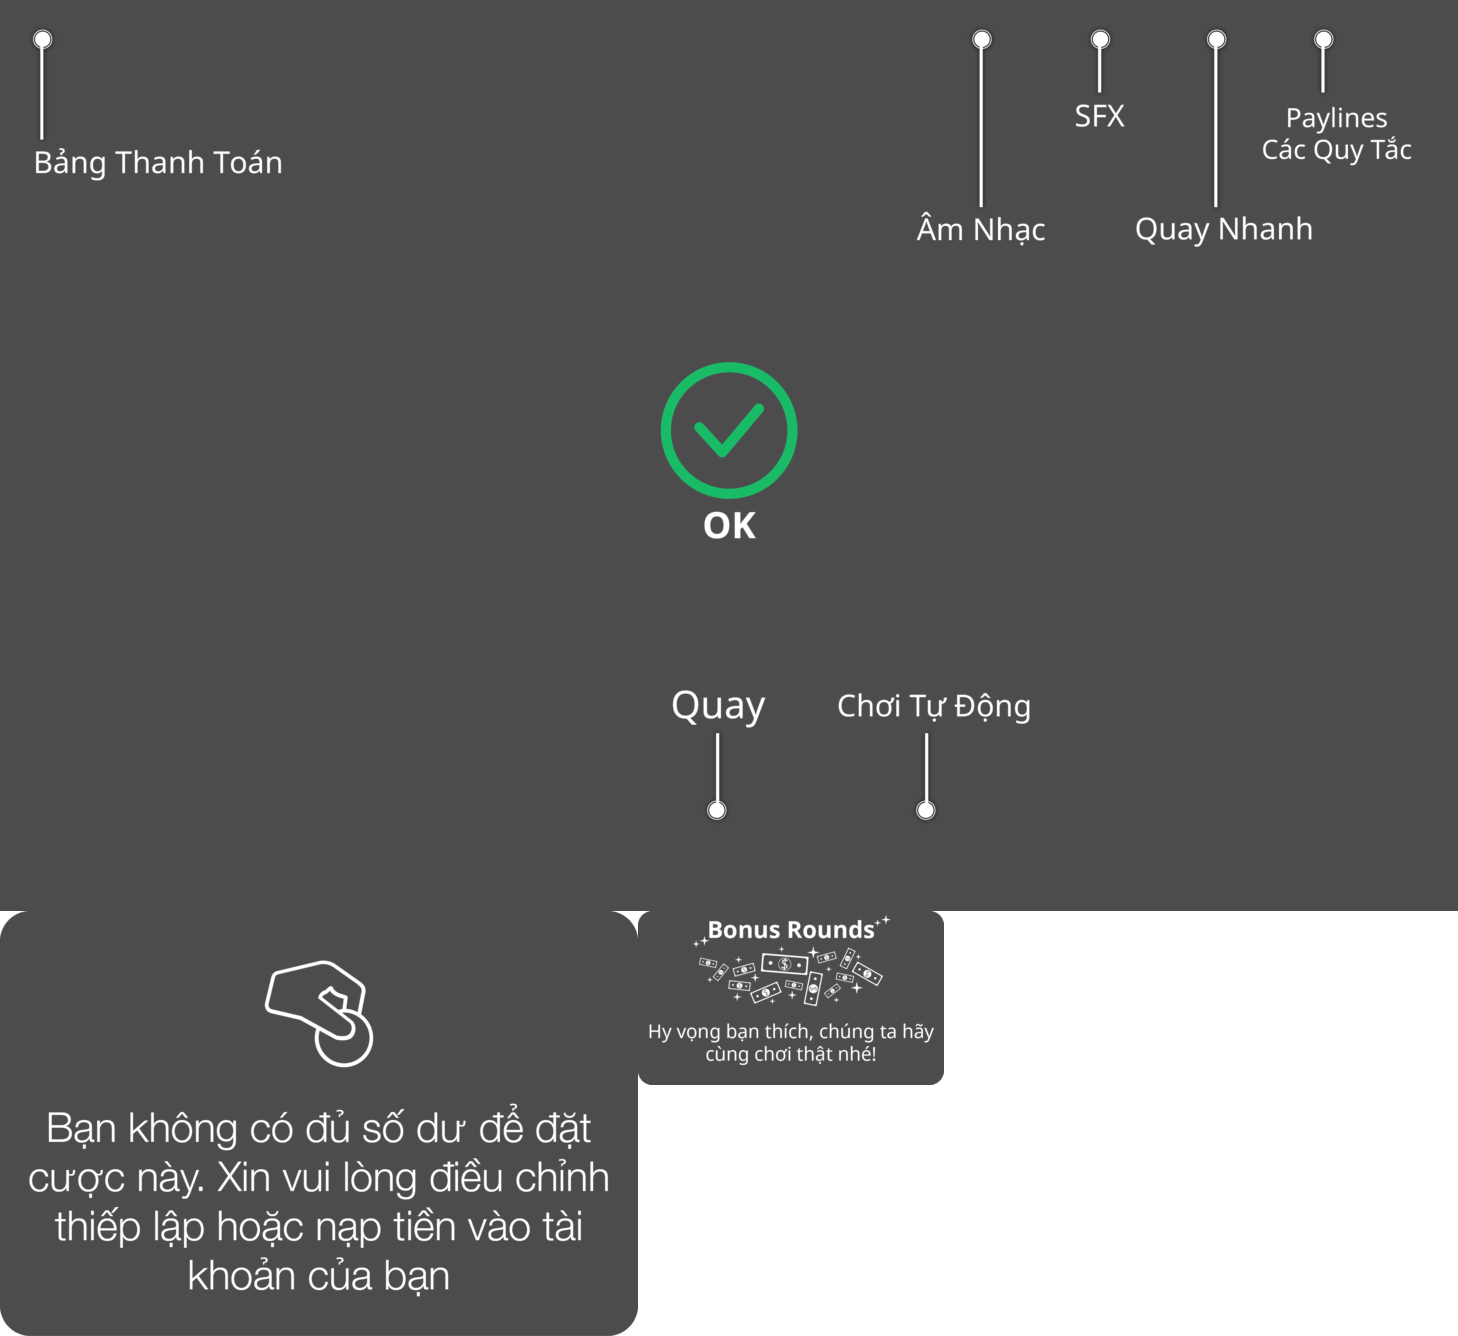 SFX
Paylines
Các Quy Tắc
Bảng Thanh Toán
Âm Nhạc
Quay Nhanh
OK
Quay
Chơi Tự Động
Bạn không có đủ số dư để đặt
cược này. Xin vui lòng điều chỉnh
thiếp lập hoặc nạp tiền vào tài
khoản của bạn
Bonus Rounds
Hy vọng bạn thích, chúng ta hãy
cùng chơi thật nhé!